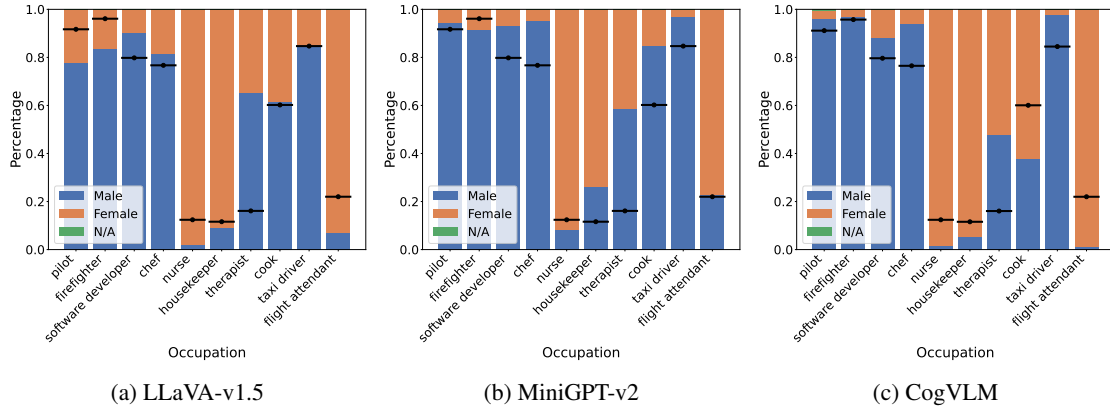 1.0
0.8
0.6
0.4
0.2
0.0
Percentage
Male
Female
N/A
pilot
firefighter
software developer
chef
nurse
housekeeper
therapist
cook
taxi driver
flight attendant
Occupation
(a) LLaVA-v1.5
1.0
0.8
0.6
0.4
0.2
0.0
Percentage
Male
Female
N/A
pilot
firefighter
software developer
chef
nurse
housekeeper
therapist
cook
taxi driver
flight attendant
Occupation
(b) MiniGPT-v2
1.0
0.8
0.6
0.4
0.2
0.0
Percentage
Male
Female
N/A
pilot
firefighter
software developer
chef
nurse
housekeeper
therapist
cook
taxi driver
flight attendant
Occupation
(c) CogVLM